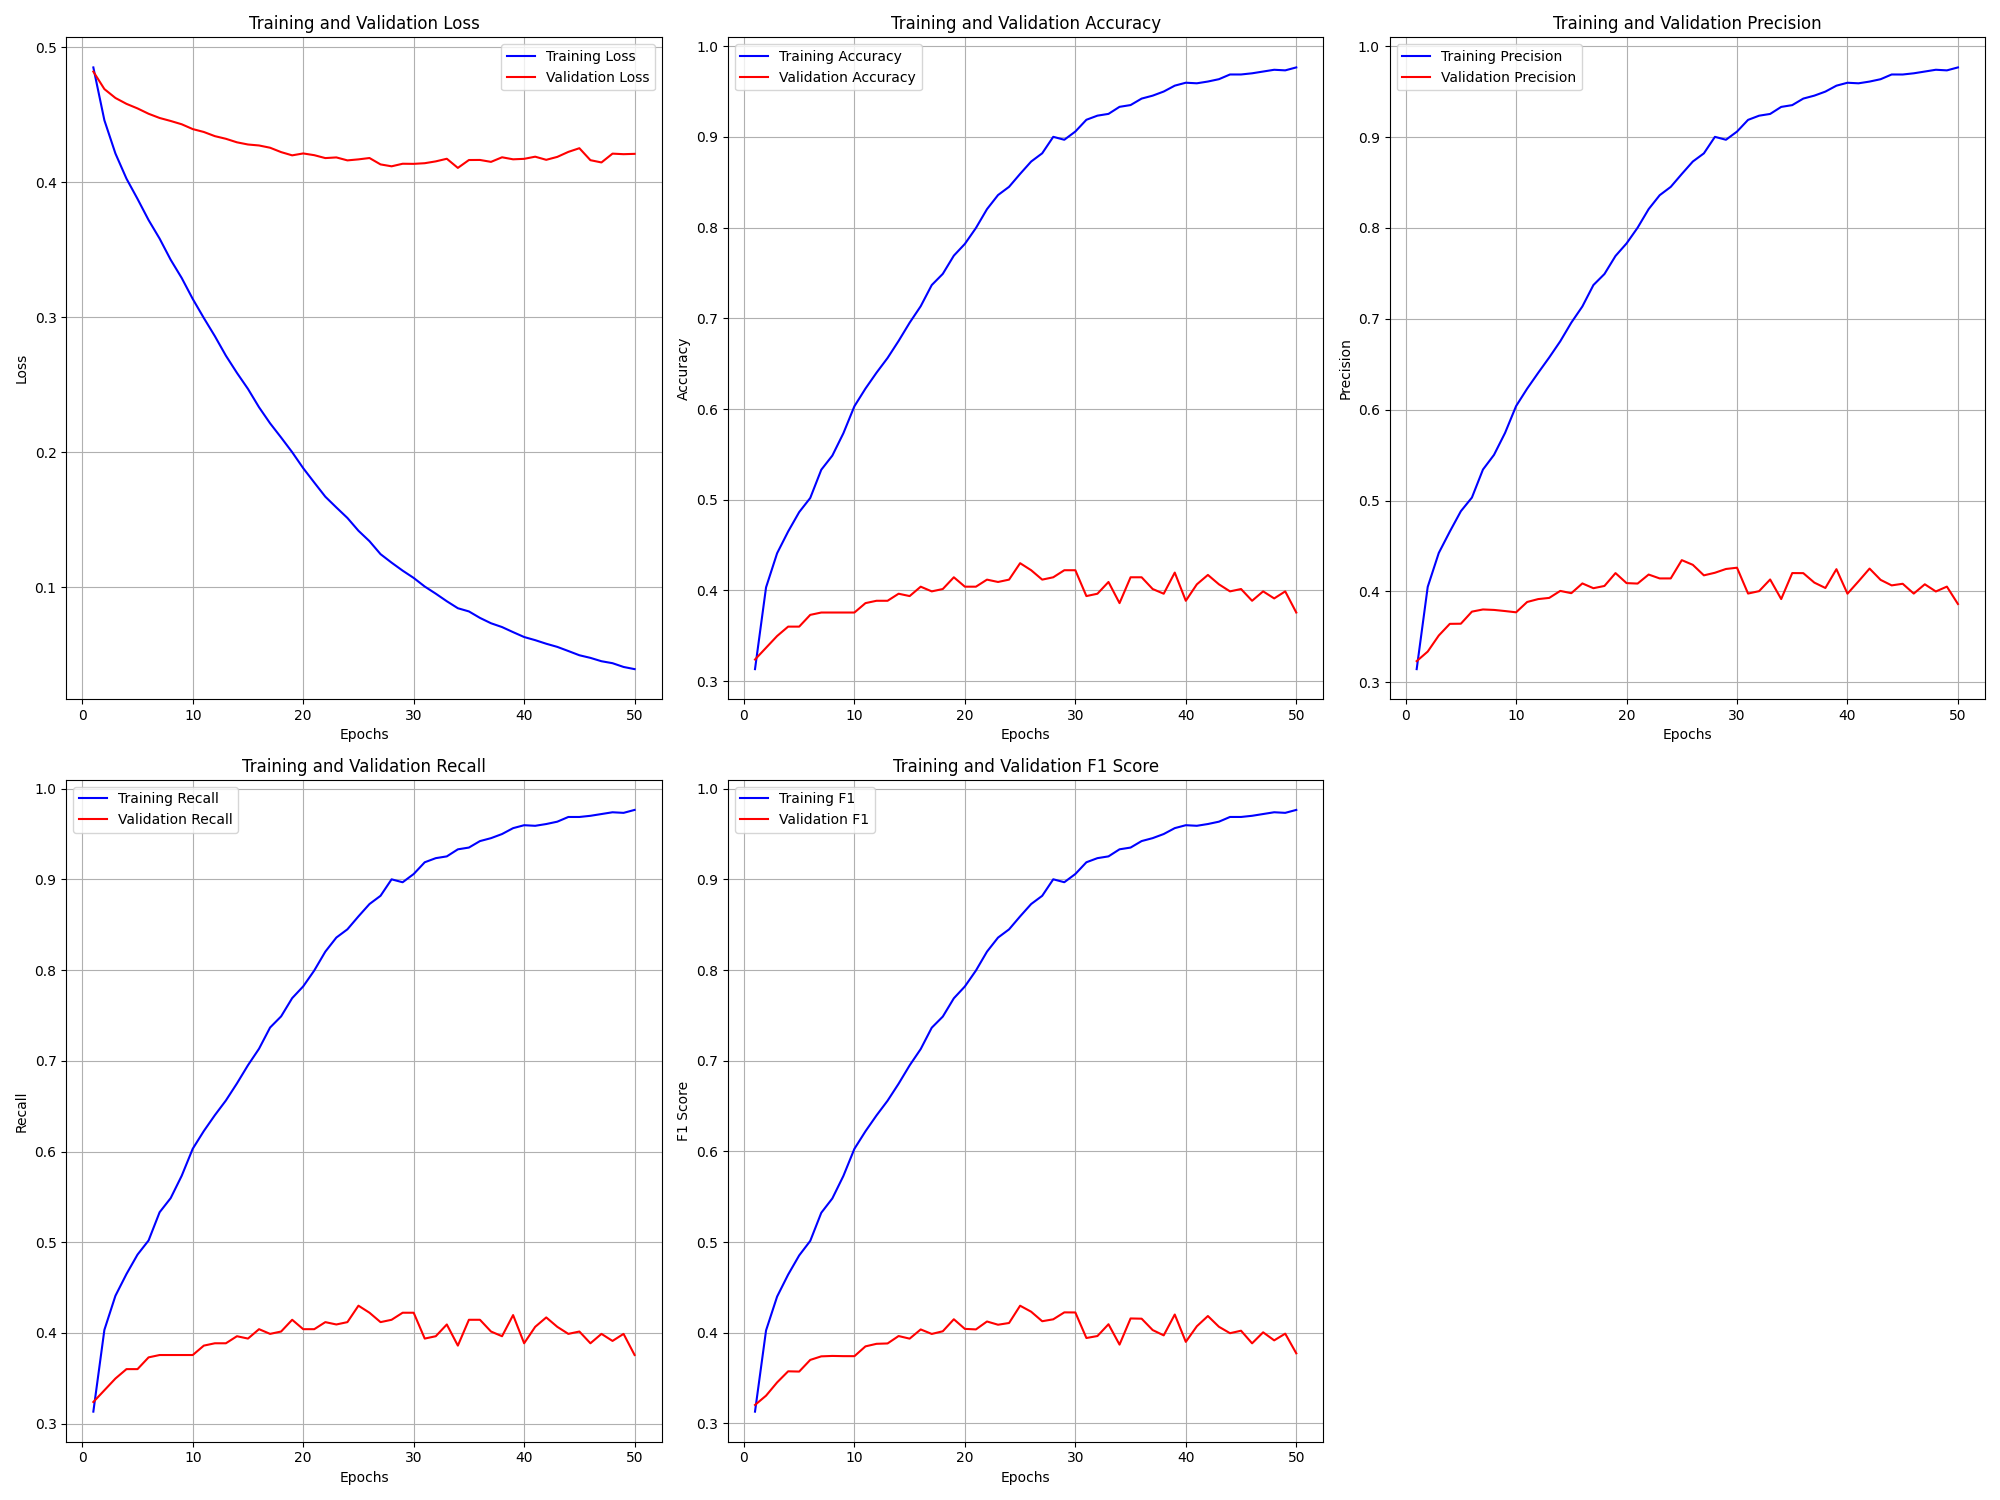 Training and Validation Loss
Training Loss
Validation Loss
0.5
0.4
0.3
0.2
0.1
Loss
0 10 20 30 40 50
Epochs
Training and Validation Accuracy
Training Accuracy
Validation Accuracy
1.0
0.9
0.8
0.7
0.6
0.5
0.4
0.3
Accuracy
0 10 20 30 40 50
Epochs
Training and Validation Precision
Training Precision
Validation Precision
1.0
0.9
0.8
0.7
0.6
0.5
0.4
0.3
Precision
0 10 20 30 40 50
Epochs
Training and Validation Recall
Training Recall
Validation Recall
1.0
0.9
0.8
0.7
0.6
0.5
0.4
0.3
Recall
0 10 20 30 40 50
Epochs
Training and Validation F1 Score
Training F1
Validation F1
1.0
0.9
0.8
0.7
0.6
0.5
0.4
0.3
F1 Score
0 10 20 30 40 50
Epochs